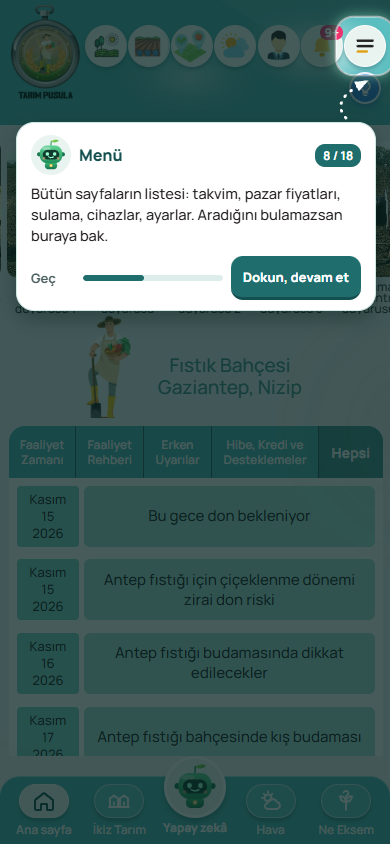 TARIM PUSULA
9+
Menü
8 / 18
Bütün sayfaların listesi: takvim, pazar fiyatları,
sulama, cihazlar, ayarlar. Aradığını bulamazsan
buraya bak.
Geç
Dokun, devam et
Fıstık Bahçesi
Gaziantep, Nizip
Faaliyet
Zamanı
Faaliyet
Rehberi
Erken
Uyarılar
Hibe, Kredi ve
Desteklemeler
Hepsi
Kasım
15
2026
Bu gece don bekleniyor
Kasım
15
2026
Antep fıstığı için çiçeklenme dönemi
zirai don riski
Kasım
16
2026
Antep fıstığı budamasında dikkat
edilecekler
Kasım
17
2026
Antep fıstığı bahçesinde kış budaması
Ana sayfa
İkiz Tarım
Yapay zekâ
Hava
Ne Eksem